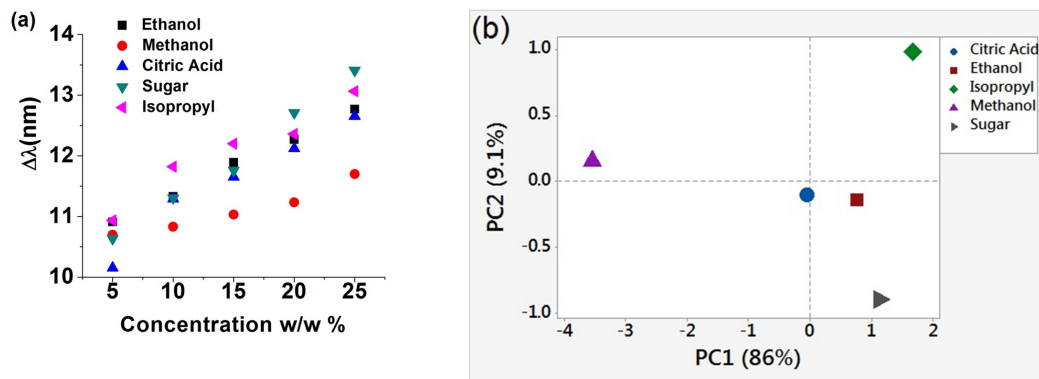 (a)
Ethanol
Methanol
Citric Acid
Sugar
Isopropyl
Δλ(nm)
14
13
12
11
10
5 10 15 20 25
Concentration w/w %
(b)
Citric Acid
Ethanol
Isopropyl
Methanol
Sugar
PC2 (9.1%)
1.0
0.5
0.0
-0.5
-1.0
-4 -3 -2 -1 0 1 2
PC1 (86%)